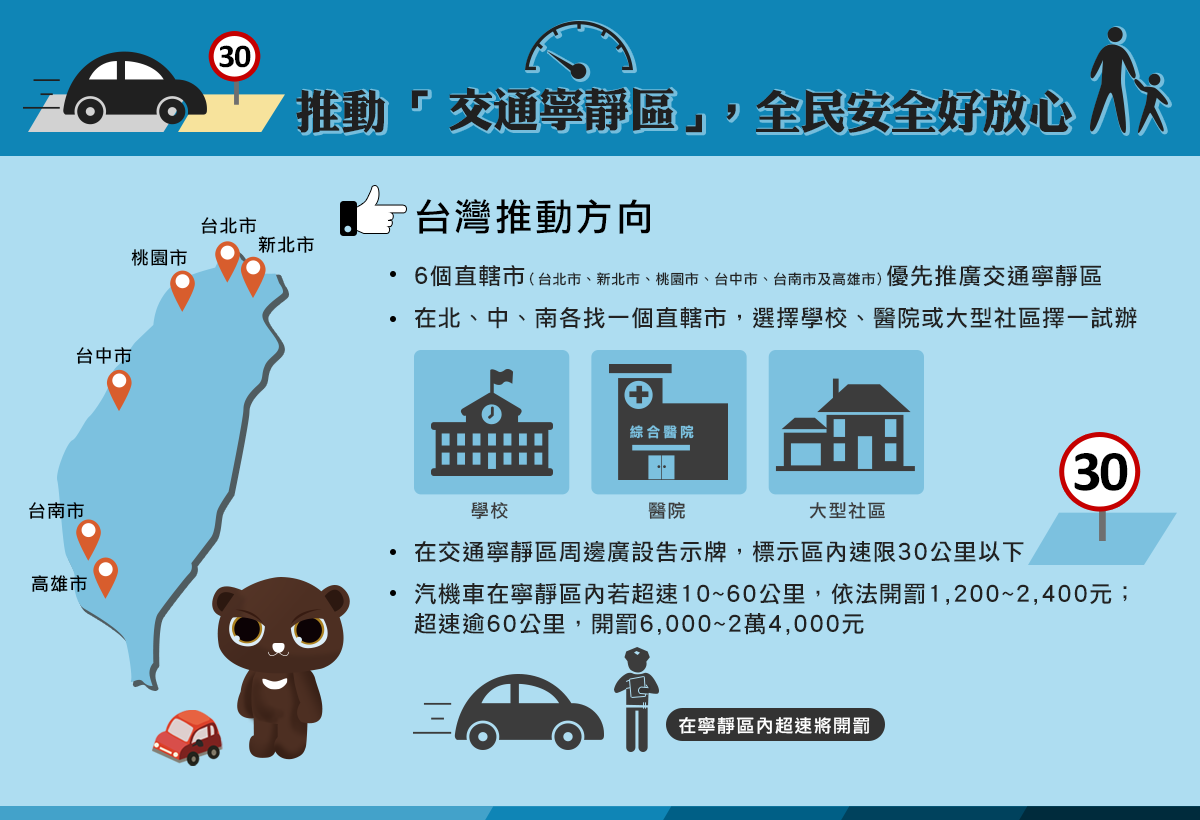 30
推動「交通寧靜區」，全民安全好放心
台灣推動方向
台北市
新北市
桃園市
台中市
台南市
高雄市
• 6個直轄市(台北市、新北市、桃園市、台中市、台南市及高雄市)優先推廣交通寧靜區
• 在北、中、南各找一個直轄市，選擇學校、醫院或大型社區擇一試辦
綜合醫院
學校
醫院
大型社區
30
• 在交通寧靜區周邊廣設告示牌，標示區內速限30公里以下
• 汽機車在寧靜區內若超速10~60公里，依法開罰1,200~2,400元；
超速逾60公里，開罰6,000~2萬4,000元
在寧靜區內超速將開罰